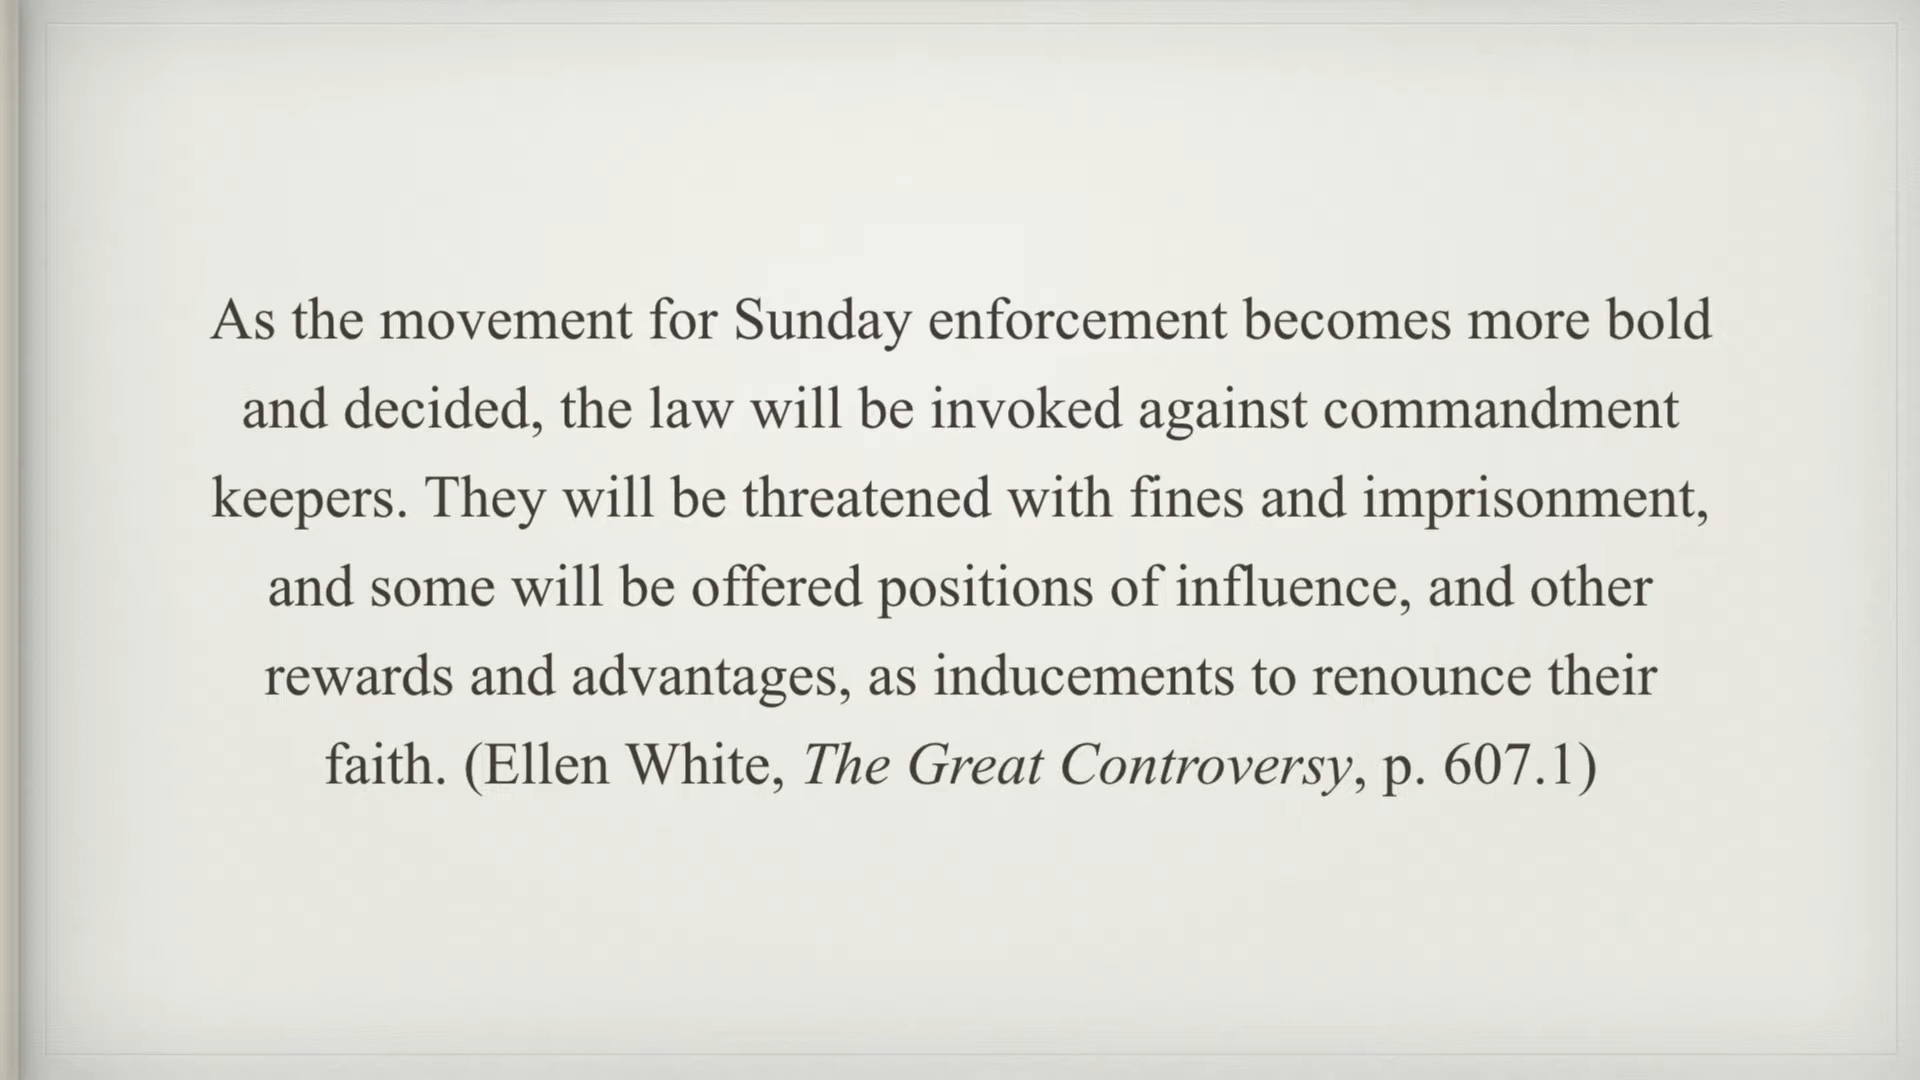 As the movement for Sunday enforcement becomes more bold
and decided, the law will be invoked against commandment
keepers. They will be threatened with fines and imprisonment,
and some will be offered positions of influence, and other
rewards and advantages, as inducements to renounce their
faith. (Ellen White, The Great Controversy, p. 607.1)